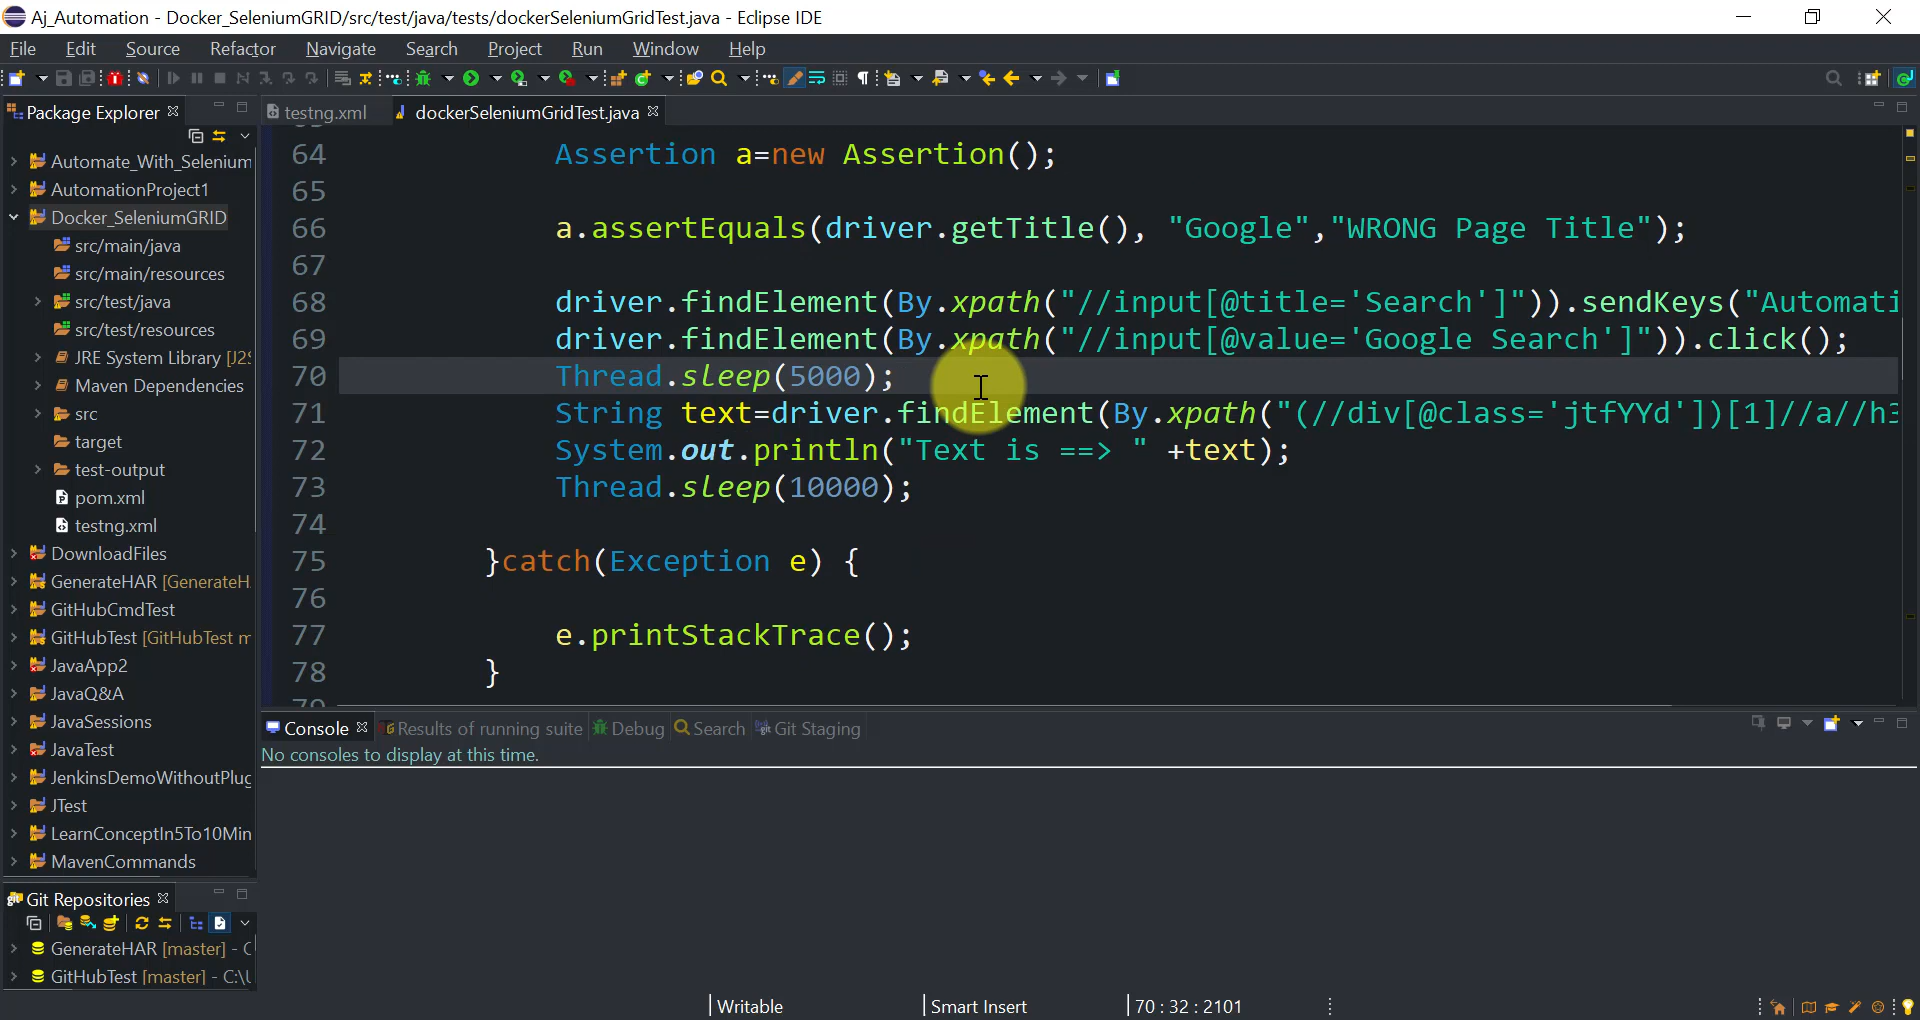 Aj_Automation - Docker_SeleniumGRID/src/test/java/tests/dockerSeleniumGridTest.java - Eclipse IDE
File Edit Source Refactor Navigate Search Project Run Window Help
Package Explorer
testng.xml
dockerSeleniumGridTest.java
Automate_With_Selenium
AutomationProject1
Docker_SeleniumGRID
src/main/java
src/main/resources
src/test/java
src/test/resources
JRE System Library [J2S
Maven Dependencies
src
target
test-output
pom.xml
testng.xml
DownloadFiles
GenerateHAR [GenerateH
GitHubCmdTest
GitHubTest [GitHubTest m
JavaApp2
JavaQ&A
JavaSessions
JavaTest
JenkinsDemoWithoutPlug
JTest
LearnConceptIn5To10Min
MavenCommands
64 Assertion a=new Assertion();
65
66 a.assertEquals(driver.getTitle(), "Google","WRONG Page Title");
67
68 driver.findElement(By.xpath("//input[@title='Search']")).sendKeys("Automati
69 driver.findElement(By.xpath("//input[@value='Google Search']")).click();
70 Thread.sleep(5000);
71 String text=driver.findElement(By.xpath("(//div[@class='jtfYYd'])[1]//a//h3
72 System.out.println("Text is ==> " +text);
73 Thread.sleep(10000);
74
75 }catch(Exception e) {
76
77 e.printStackTrace();
78 }
Console Results of running suite Debug Search Git Staging
No consoles to display at this time.
Git Repositories
GenerateHAR [master] - C
GitHubTest [master] - C:\U
Writable Smart Insert 70 : 32 : 2101